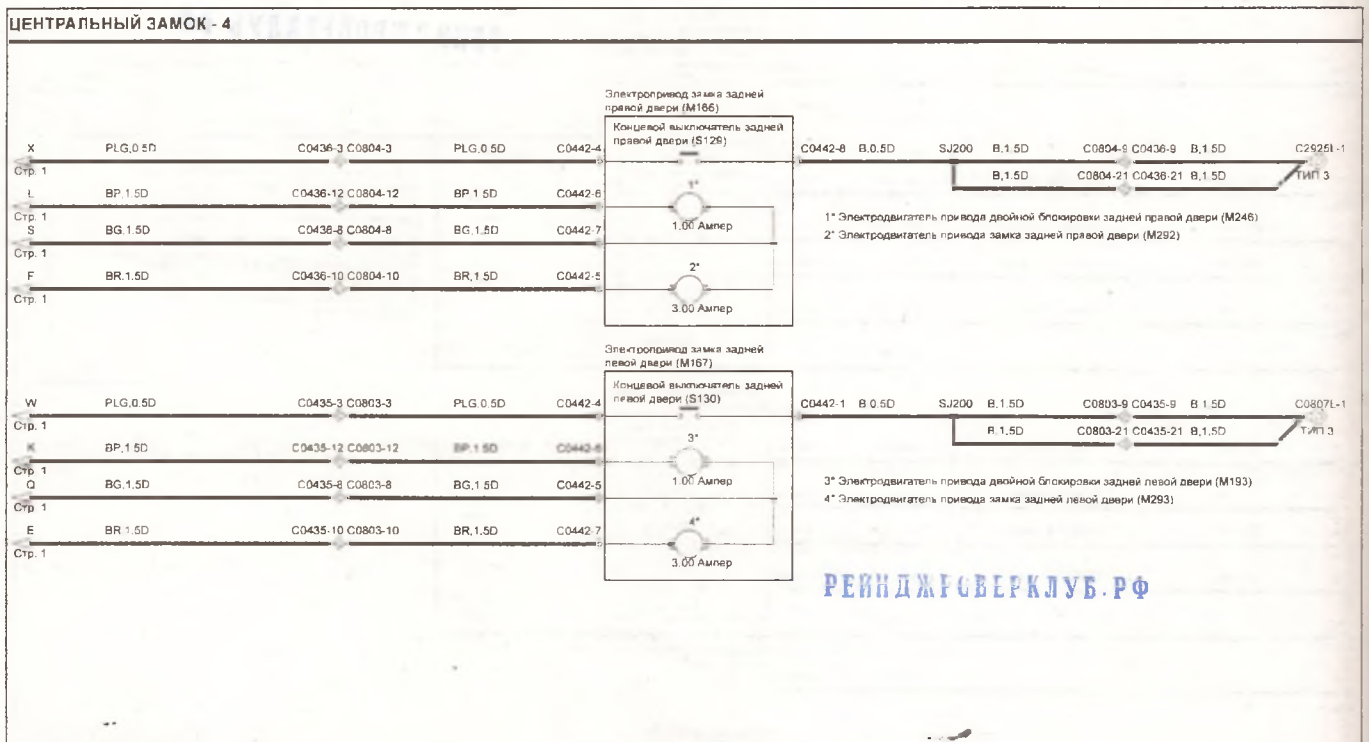 ЦЕНТРАЛЬНЫЙ ЗАМОК - 4
Электропривод замка задней
правой двери (M166)
Концевой выключатель задней
правой двери (S129)
X PLG,0.5D C0436-3 C0804-3 PLG,0.5D C0442-4 C0442-8 B,0.5D SJ200 B,1.5D C0804-9 C0436-9 B,1.5D C2925L-1
Стр. 1
B,1.5D C0804-21 C0436-21 B,1.5D ТИП 3
L BP,1.5D C0436-12 C0804-12 BP,1.5D C0442-6 1*
Стр. 1
1.00 Ампер
S BG,1.5D C0436-8 C0804-8 BG,1.5D C0442-7
Стр. 1
1* Электродвигатель привода двойной блокировки задней правой двери (M246)
2* Электродвигатель привода замка задней правой двери (M292)
F BR,1.5D C0436-10 C0804-10 BR,1.5D C0442-5 2*
Стр. 1
3.00 Ампер
Электропривод замка задней
левой двери (M167)
Концевой выключатель задней
левой двери (S130)
W PLG,0.5D C0435-3 C0803-3 PLG,0.5D C0442-4 C0442-1 B,0.5D SJ200 B,1.5D C0803-9 C0435-9 B,1.5D C0807L-1
Стр. 1
B,1.5D C0803-21 C0435-21 B,1.5D ТИП 3
K BP,1.5D C0435-12 C0803-12 BP,1.5D 3*
Стр. 1
1.00 Ампер
Q BG,1.5D C0435-8 C0803-8 BG,1.5D C0442-5
Стр. 1
3* Электродвигатель привода двойной блокировки задней левой двери (M193)
4* Электродвигатель привода замка задней левой двери (M293)
E BR,1.5D C0435-10 C0803-10 BR,1.5D C0442-7 4*
Стр. 1
3.00 Ампер
РЕЙНДЖРОВЕРКЛУБ.РФ